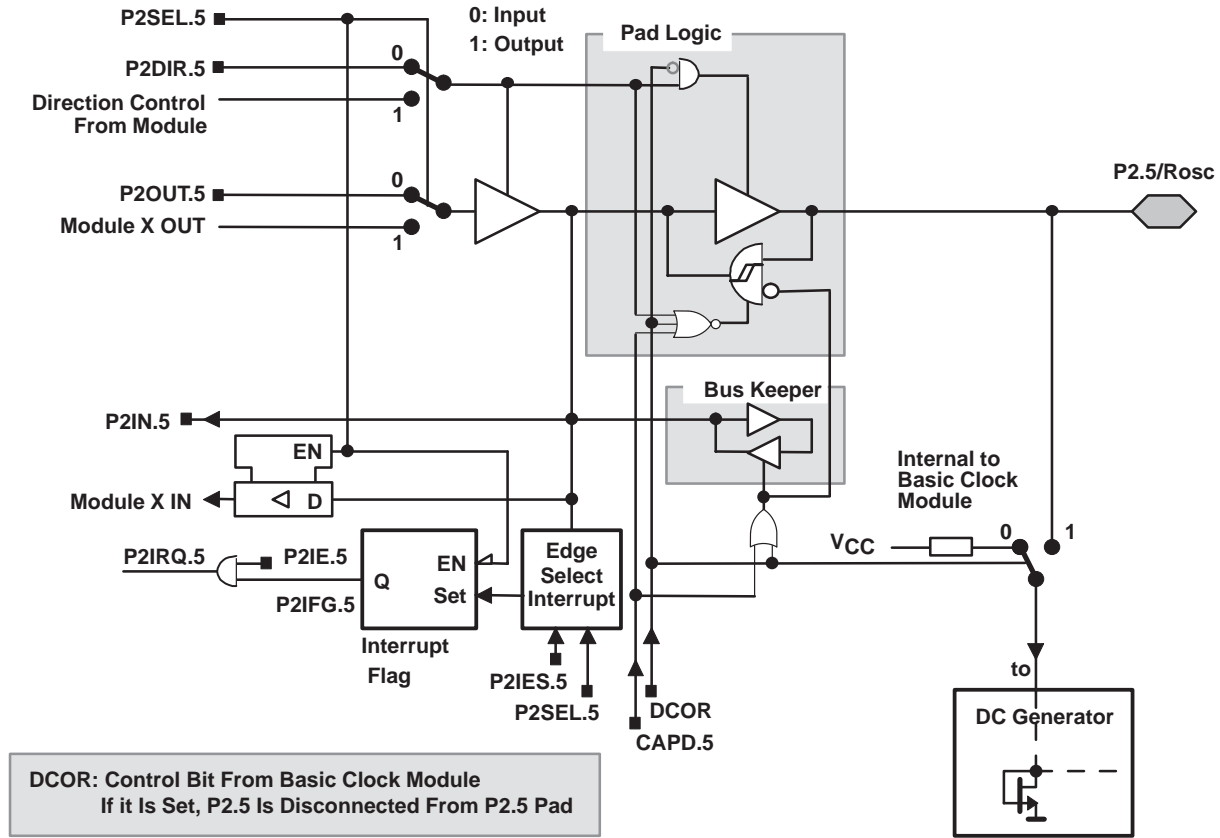 P2SEL.5
0: Input
1: Output
Pad Logic
P2DIR.5
0
Direction Control
From Module
1
P2OUT.5
0
Module X OUT
1
P2.5/Rosc
Bus Keeper
P2IN.5
EN
Module X IN
D
Internal to
Basic Clock
Module
VCC
0
1
P2IRQ.5
P2IE.5
P2IFG.5
Q
EN
Set
Interrupt
Flag
Edge
Select
Interrupt
P2IES.5
P2SEL.5
DCOR
CAPD.5
to
DC Generator
DCOR: Control Bit From Basic Clock Module
If it Is Set, P2.5 Is Disconnected From P2.5 Pad